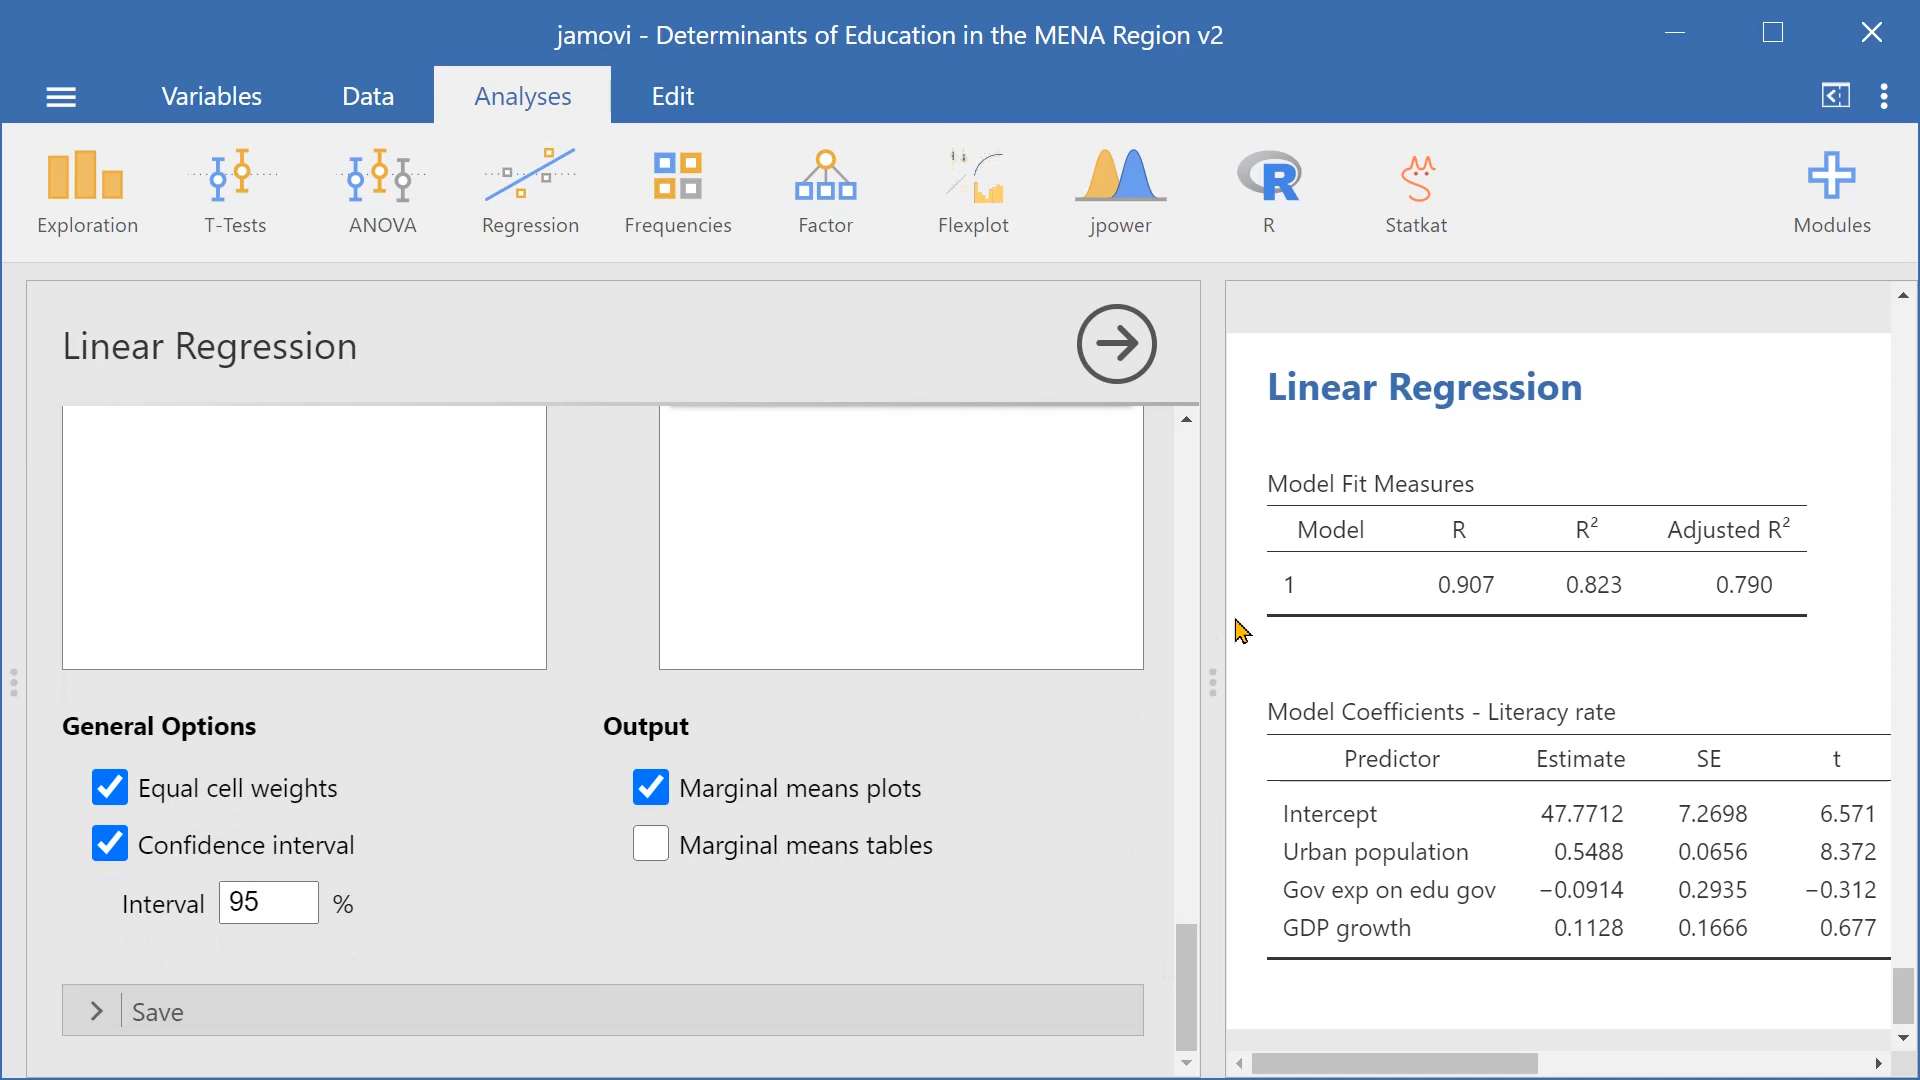 jamovi - Determinants of Education in the MENA Region v2
Variables Data Analyses Edit
Exploration T-Tests ANOVA Regression Frequencies Factor Flexplot jpower R Statkat Modules
Linear Regression
General Options
Equal cell weights
Confidence interval
Interval 95 %
Output
Marginal means plots
Marginal means tables
Save
Linear Regression
Model Fit Measures
Model R R² Adjusted R²
1 0.907 0.823 0.790
Model Coefficients - Literacy rate
Predictor Estimate SE t
Intercept 47.7712 7.2698 6.571
Urban population 0.5488 0.0656 8.372
Gov exp on edu gov −0.0914 0.2935 −0.312
GDP growth 0.1128 0.1666 0.677